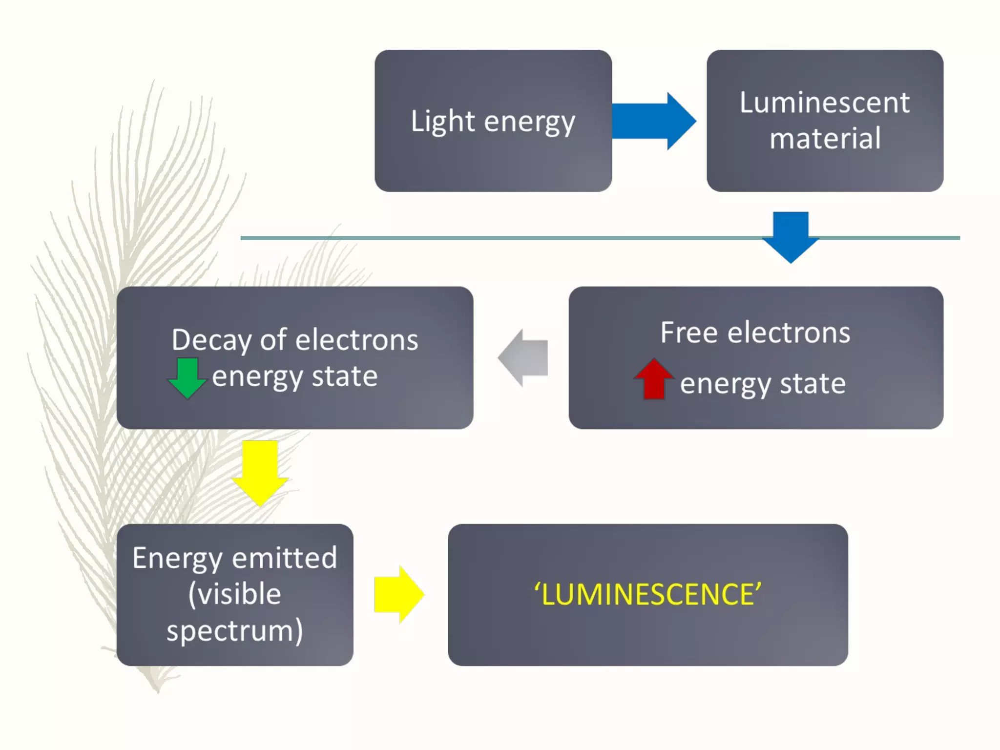 Light energy
Luminescent
material
Free electrons
energy state
Decay of electrons
energy state
Energy emitted
(visible
spectrum)
‘LUMINESCENCE’